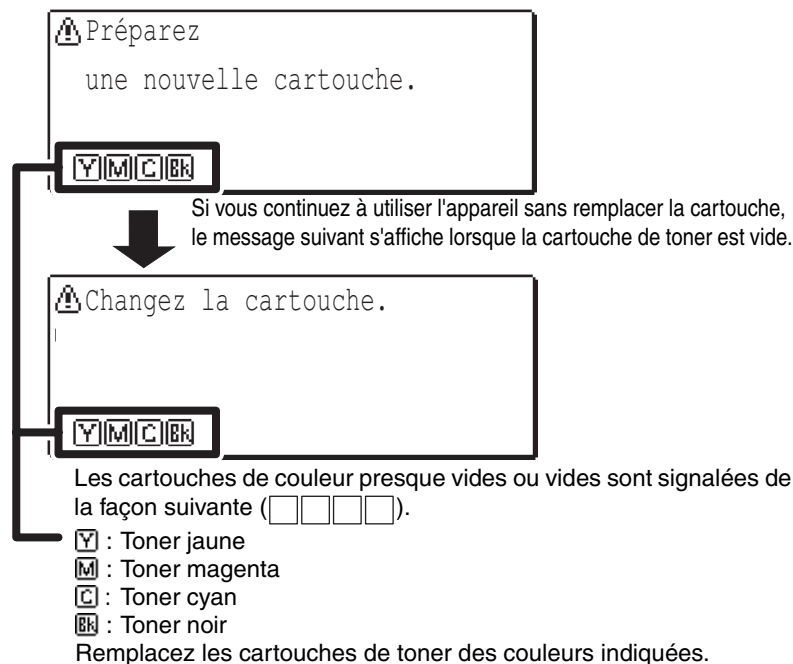 Préparez
une nouvelle cartouche.
Y M C Bk
Si vous continuez à utiliser l'appareil sans remplacer la cartouche,
le message suivant s'affiche lorsque la cartouche de toner est vide.
Changez la cartouche.
Y M C Bk
Les cartouches de couleur presque vides ou vides sont signalées de
la façon suivante (□□□□).
Y : Toner jaune
M : Toner magenta
C : Toner cyan
Bk : Toner noir
Remplacez les cartouches de toner des couleurs indiquées.